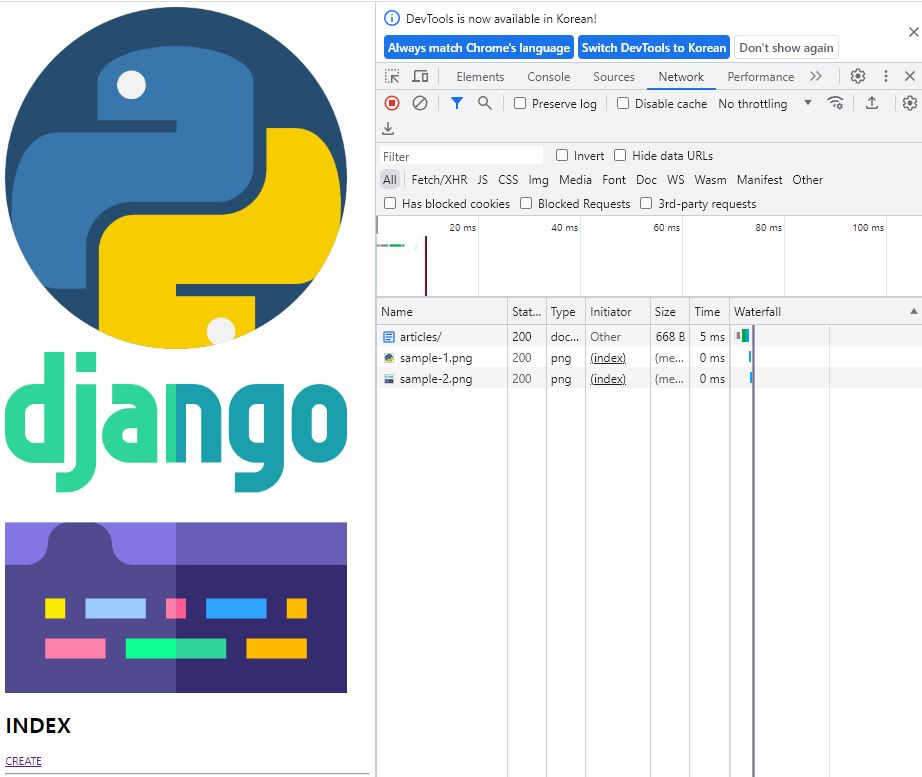 django
INDEX
CREATE
DevTools is now available in Korean!
Always match Chrome's language Switch DevTools to Korean Don't show again
Elements Console Sources Network Performance
Preserve log Disable cache No throttling
Filter Invert Hide data URLs
All Fetch/XHR JS CSS Img Media Font Doc WS Wasm Manifest Other
Has blocked cookies Blocked Requests 3rd-party requests
20 ms 40 ms 60 ms 80 ms 100 ms
Name Stat... Type Initiator Size Time Waterfall
articles/ 200 doc... Other 668 B 5 ms
sample-1.png 200 png (index) (me... 0 ms
sample-2.png 200 png (index) (me... 0 ms